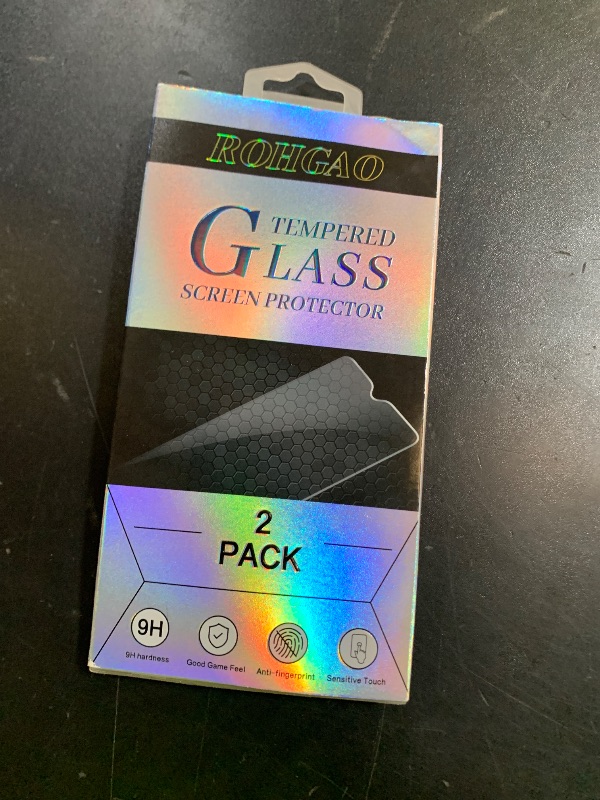 ROHGAO
TEMPERED
GLASS
SCREEN PROTECTOR
2
PACK
9H
9H hardness
Good Game Feel
Anti-fingerprint
Sensitive Touch